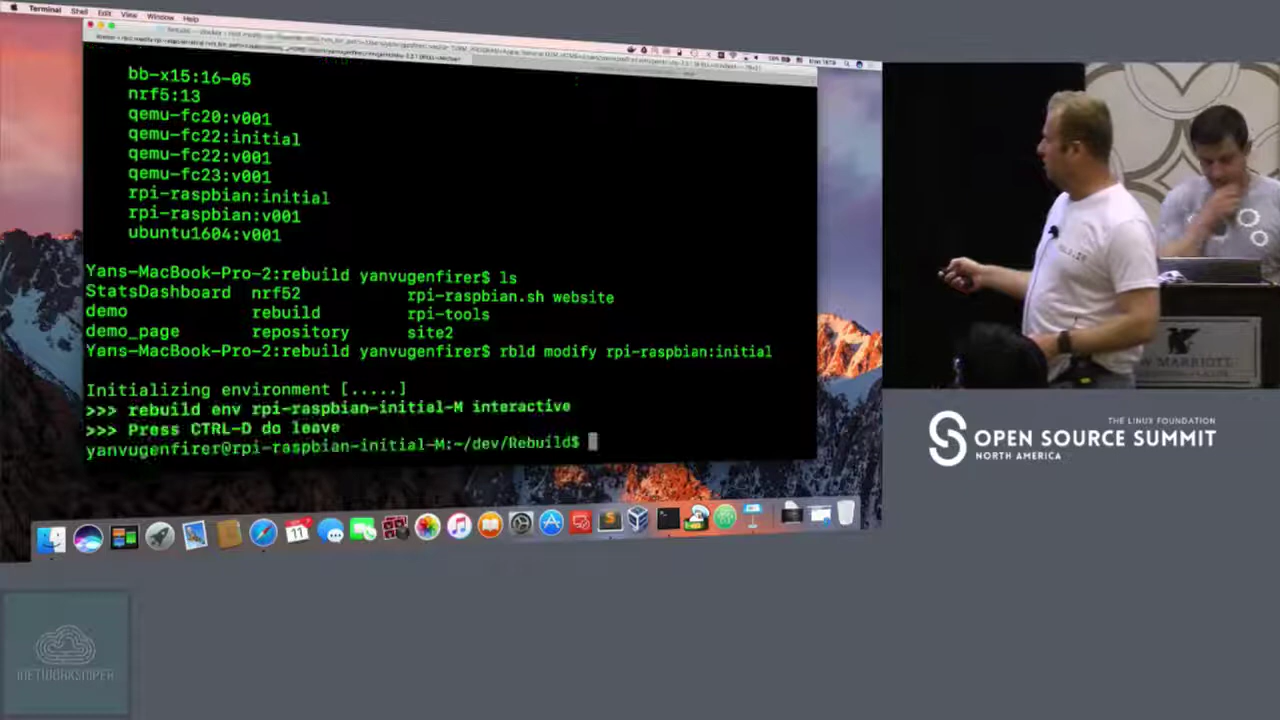 Terminal Shell Edit View Window Help
bb-x15:16-05
nrf5:13
qemu-fc20:v001
qemu-fc22:initial
qemu-fc22:v001
qemu-fc23:v001
rpi-raspbian:initial
rpi-raspbian:v001
ubuntu1604:v001
Yans-MacBook-Pro-2:rebuild yanvugenfirer$ ls
StatsDashboard nrf52 rpi-raspbian.sh website
demo rebuild rpi-tools
demo_page repository site2
Yans-MacBook-Pro-2:rebuild yanvugenfirer$ rbld modify rpi-raspbian:initial
Initializing environment [.....]
>>> rebuild env rpi-raspbian-initial-M interactive
>>> Press CTRL-D do leave
yanvugenfirer@rpi-raspbian-initial-M:~/dev/Rebuild$
11
JW MARRIOTT
THE LINUX FOUNDATION
OPEN SOURCE SUMMIT
NORTH AMERICA
INETWORKSNIPER